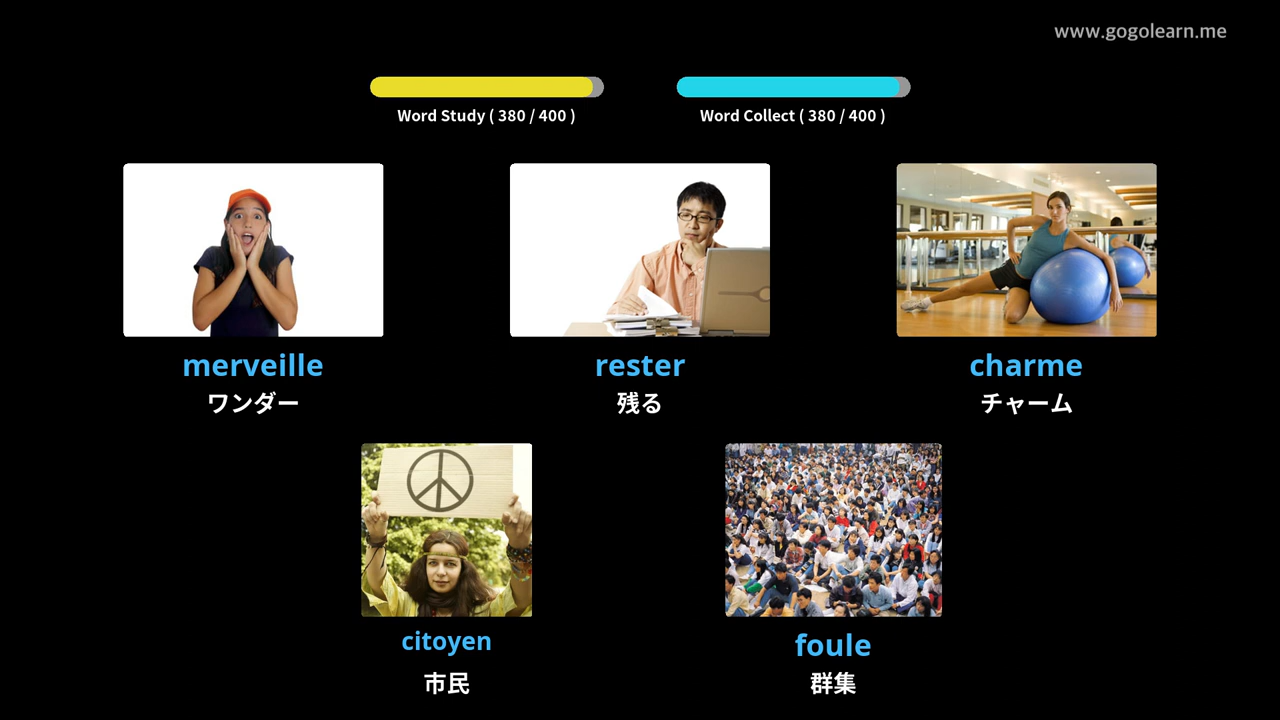 www.gogolearn.me
Word Study ( 380 / 400 )
Word Collect ( 380 / 400 )
merveille
ワンダー
rester
残る
charme
チャーム
citoyen
市民
foule
群集